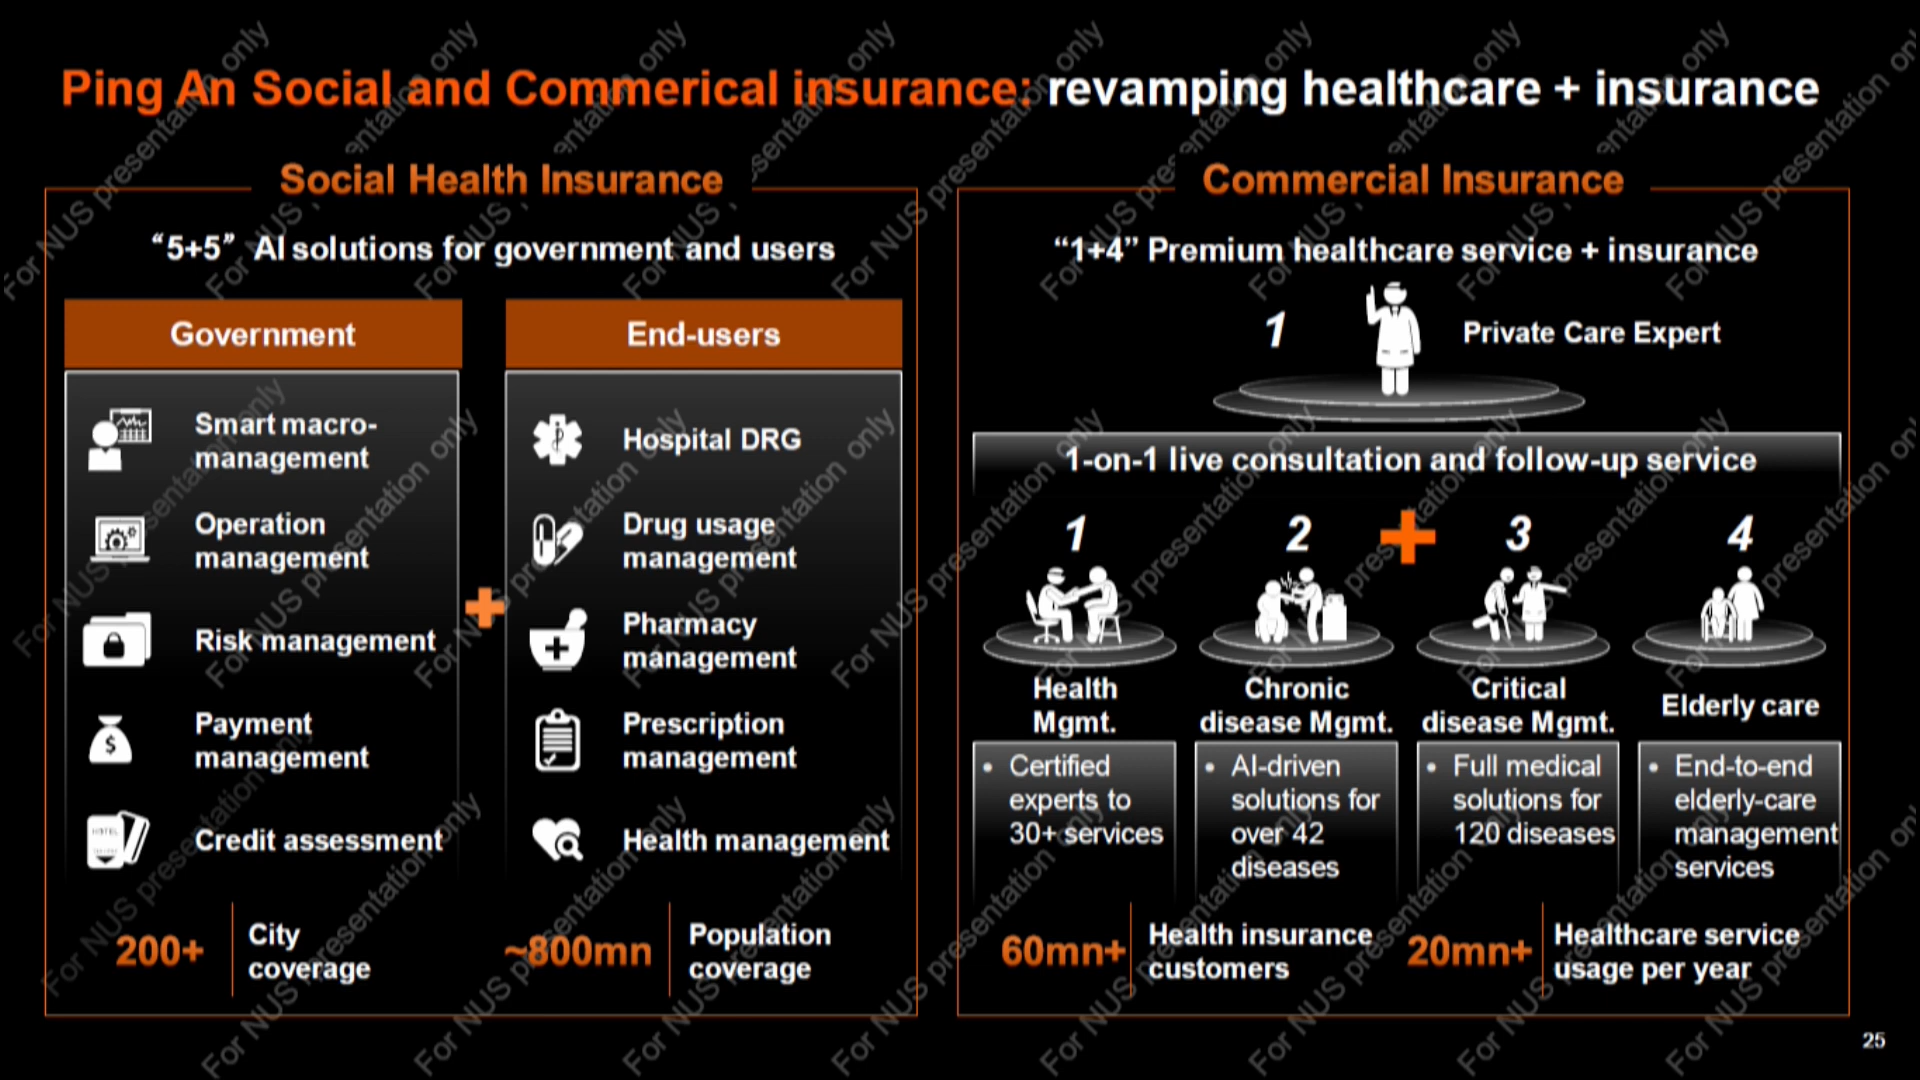 Ping An Social and Commerical insurance: revamping healthcare + insurance
Social Health Insurance
“5+5” AI solutions for government and users
Government
Smart macro-
management
Operation
management
Risk management
Payment
management
Credit assessment
End-users
Hospital DRG
Drug usage
management
Pharmacy
management
Prescription
management
Health management
200+
City
coverage
~800mn
Population
coverage
Commercial Insurance
“1+4” Premium healthcare service + insurance
1
Private Care Expert
1-on-1 live consultation and follow-up service
1
Health
Mgmt.
• Certified
experts to
30+ services
2
Chronic
disease Mgmt.
• AI-driven
solutions for
over 42
diseases
3
Critical
disease Mgmt.
• Full medical
solutions for
120 diseases
4
Elderly care
• End-to-end
elderly-care
management
services
60mn+
Health insurance
customers
20mn+
Healthcare service
usage per year
25
For NUS presentation only